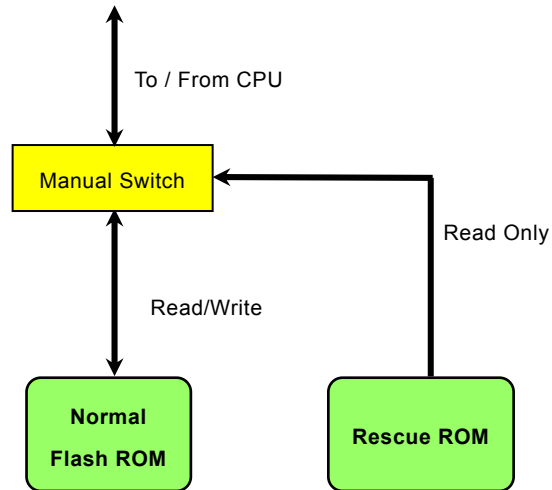 To / From CPU
Manual Switch
Read Only
Read/Write
Normal
Flash ROM
Rescue ROM